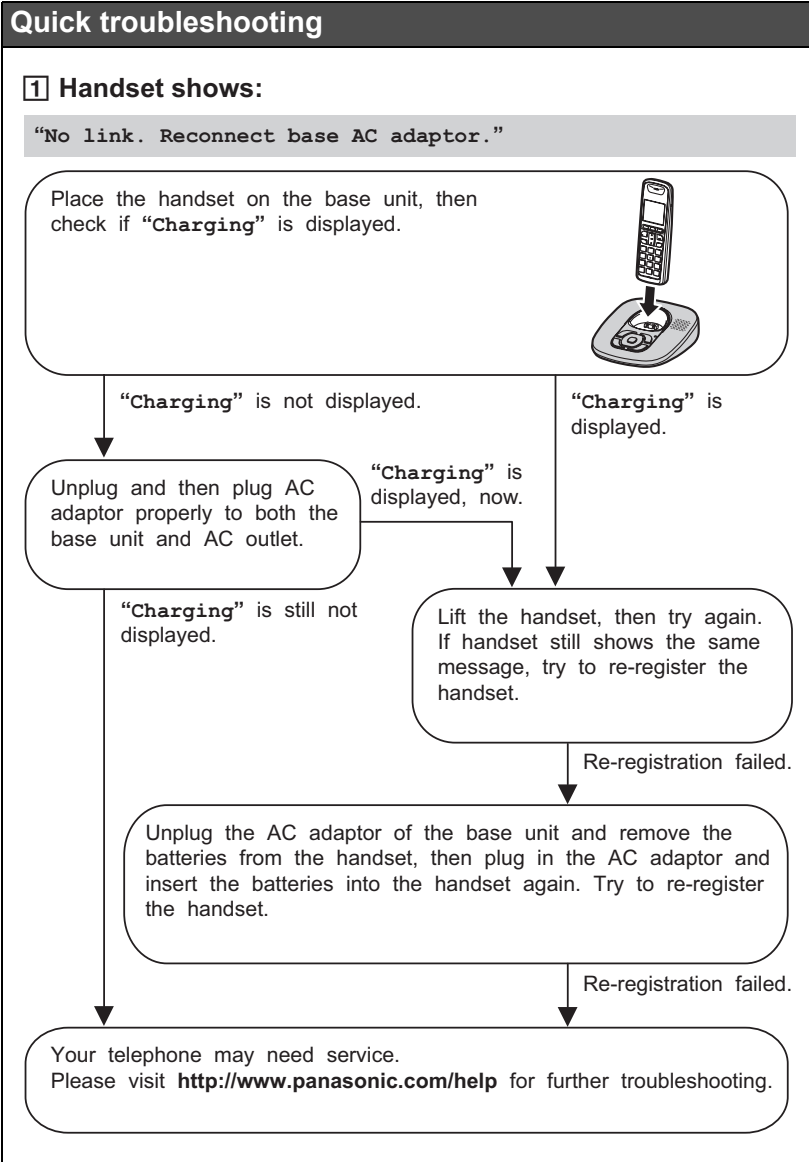 Quick troubleshooting
1 Handset shows:
“No link. Reconnect base AC adaptor.”
Place the handset on the base unit, then
check if “Charging” is displayed.
“Charging” is not displayed.
“Charging” is
displayed.
Unplug and then plug AC
adaptor properly to both the
base unit and AC outlet.
“Charging” is
displayed, now.
“Charging” is still not
displayed.
Lift the handset, then try again.
If handset still shows the same
message, try to re-register the
handset.
Re-registration failed.
Unplug the AC adaptor of the base unit and remove the
batteries from the handset, then plug in the AC adaptor and
insert the batteries into the handset again. Try to re-register
the handset.
Re-registration failed.
Your telephone may need service.
Please visit http://www.panasonic.com/help for further troubleshooting.